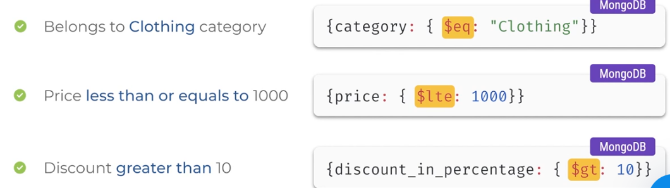 MongoDB
Belongs to Clothing category
{category: { $eq: "Clothing"}}
MongoDB
Price less than or equals to 1000
{price: { $lte: 1000}}
MongoDB
Discount greater than 10
{discount_in_percentage: { $gt: 10}}